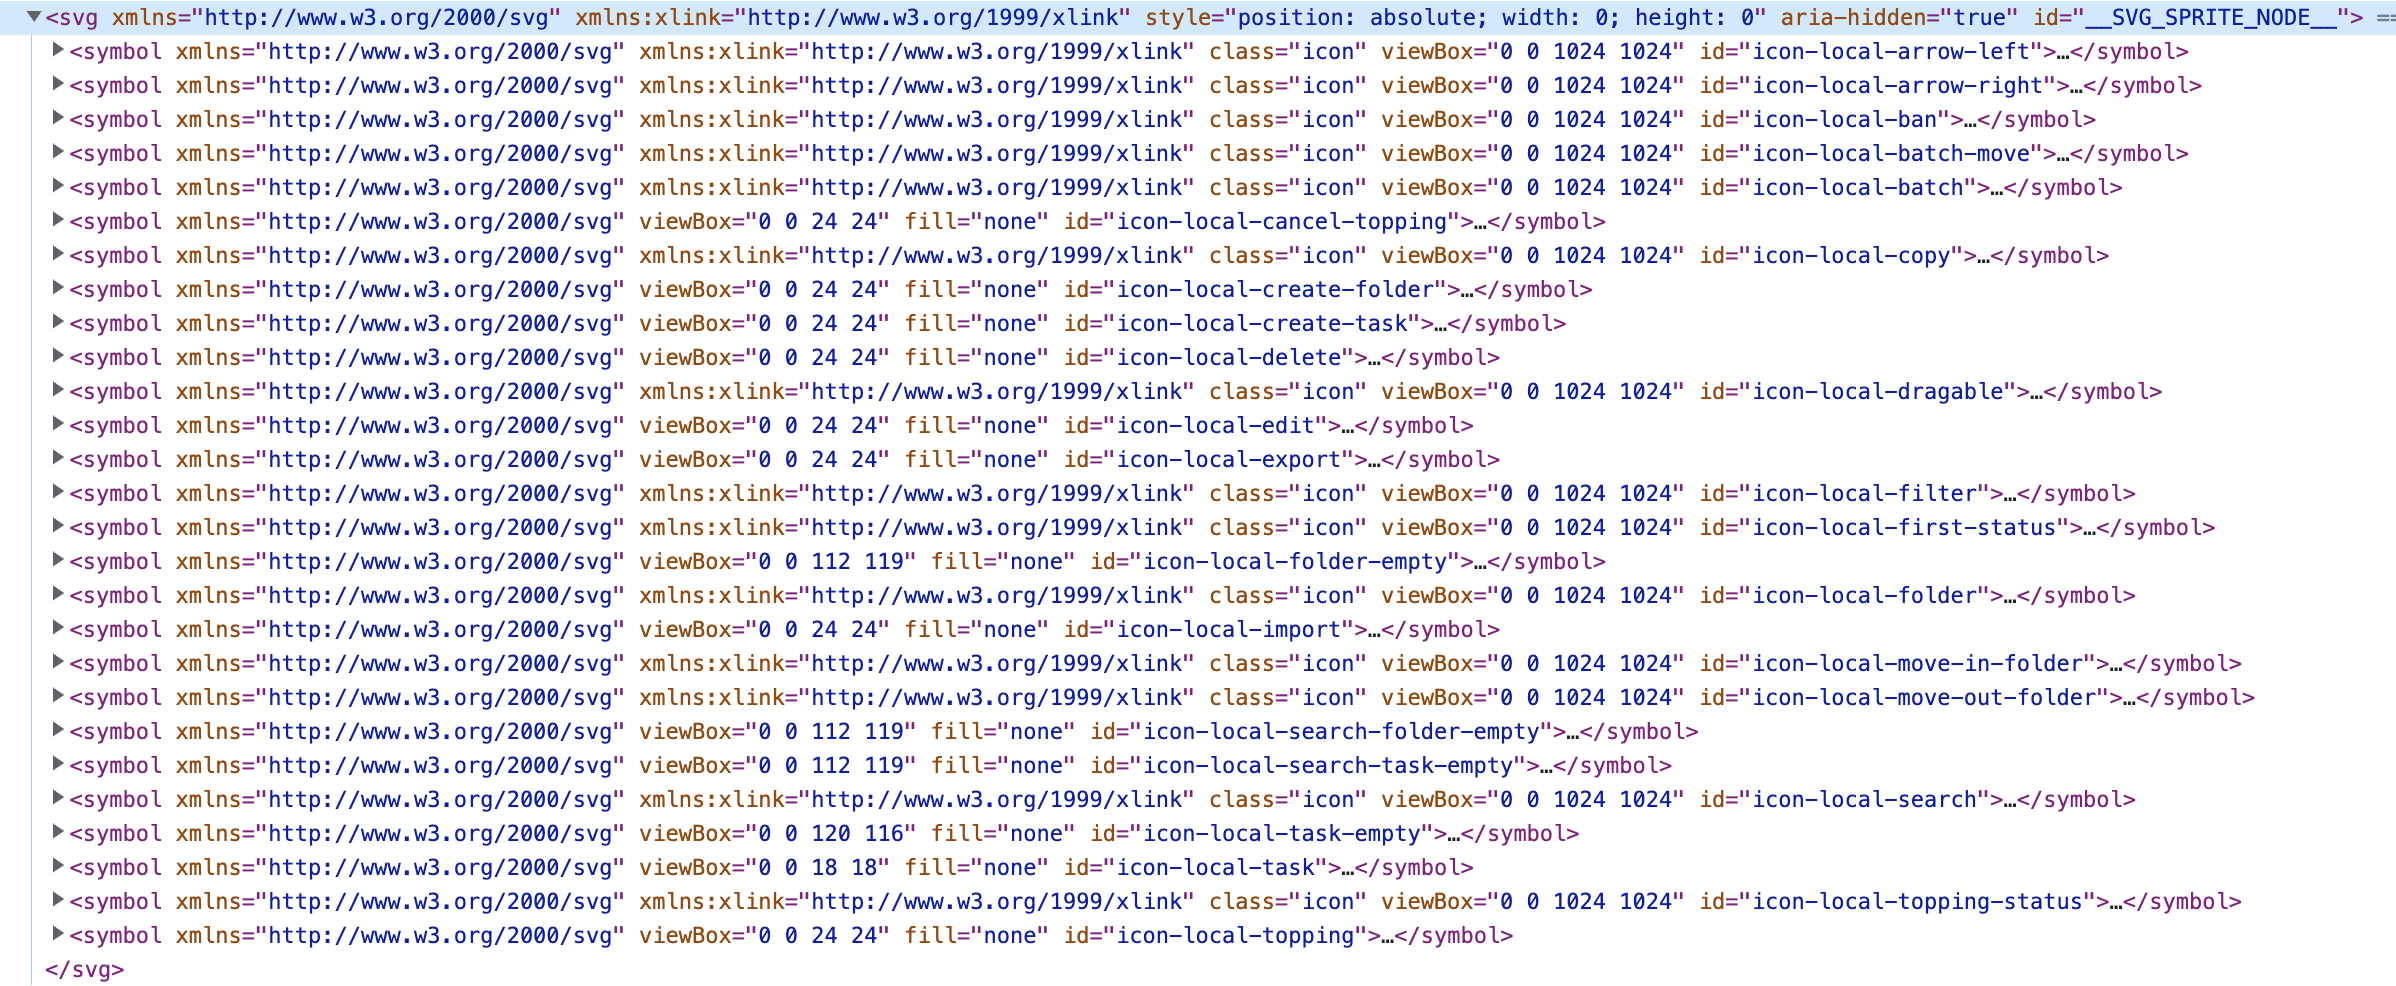 ▼<svg xmlns="http://www.w3.org/2000/svg" xmlns:xlink="http://www.w3.org/1999/xlink" style="position: absolute; width: 0; height: 0" aria-hidden="true" id="__SVG_SPRITE_NODE__"> ==
▶<symbol xmlns="http://www.w3.org/2000/svg" xmlns:xlink="http://www.w3.org/1999/xlink" class="icon" viewBox="0 0 1024 1024" id="icon-local-arrow-left">…</symbol>
▶<symbol xmlns="http://www.w3.org/2000/svg" xmlns:xlink="http://www.w3.org/1999/xlink" class="icon" viewBox="0 0 1024 1024" id="icon-local-arrow-right">…</symbol>
▶<symbol xmlns="http://www.w3.org/2000/svg" xmlns:xlink="http://www.w3.org/1999/xlink" class="icon" viewBox="0 0 1024 1024" id="icon-local-ban">…</symbol>
▶<symbol xmlns="http://www.w3.org/2000/svg" xmlns:xlink="http://www.w3.org/1999/xlink" class="icon" viewBox="0 0 1024 1024" id="icon-local-batch-move">…</symbol>
▶<symbol xmlns="http://www.w3.org/2000/svg" xmlns:xlink="http://www.w3.org/1999/xlink" class="icon" viewBox="0 0 1024 1024" id="icon-local-batch">…</symbol>
▶<symbol xmlns="http://www.w3.org/2000/svg" viewBox="0 0 24 24" fill="none" id="icon-local-cancel-topping">…</symbol>
▶<symbol xmlns="http://www.w3.org/2000/svg" xmlns:xlink="http://www.w3.org/1999/xlink" class="icon" viewBox="0 0 1024 1024" id="icon-local-copy">…</symbol>
▶<symbol xmlns="http://www.w3.org/2000/svg" viewBox="0 0 24 24" fill="none" id="icon-local-create-folder">…</symbol>
▶<symbol xmlns="http://www.w3.org/2000/svg" viewBox="0 0 24 24" fill="none" id="icon-local-create-task">…</symbol>
▶<symbol xmlns="http://www.w3.org/2000/svg" viewBox="0 0 24 24" fill="none" id="icon-local-delete">…</symbol>
▶<symbol xmlns="http://www.w3.org/2000/svg" xmlns:xlink="http://www.w3.org/1999/xlink" class="icon" viewBox="0 0 1024 1024" id="icon-local-dragable">…</symbol>
▶<symbol xmlns="http://www.w3.org/2000/svg" viewBox="0 0 24 24" fill="none" id="icon-local-edit">…</symbol>
▶<symbol xmlns="http://www.w3.org/2000/svg" viewBox="0 0 24 24" fill="none" id="icon-local-export">…</symbol>
▶<symbol xmlns="http://www.w3.org/2000/svg" xmlns:xlink="http://www.w3.org/1999/xlink" class="icon" viewBox="0 0 1024 1024" id="icon-local-filter">…</symbol>
▶<symbol xmlns="http://www.w3.org/2000/svg" xmlns:xlink="http://www.w3.org/1999/xlink" class="icon" viewBox="0 0 1024 1024" id="icon-local-first-status">…</symbol>
▶<symbol xmlns="http://www.w3.org/2000/svg" viewBox="0 0 112 119" fill="none" id="icon-local-folder-empty">…</symbol>
▶<symbol xmlns="http://www.w3.org/2000/svg" xmlns:xlink="http://www.w3.org/1999/xlink" class="icon" viewBox="0 0 1024 1024" id="icon-local-folder">…</symbol>
▶<symbol xmlns="http://www.w3.org/2000/svg" viewBox="0 0 24 24" fill="none" id="icon-local-import">…</symbol>
▶<symbol xmlns="http://www.w3.org/2000/svg" xmlns:xlink="http://www.w3.org/1999/xlink" class="icon" viewBox="0 0 1024 1024" id="icon-local-move-in-folder">…</symbol>
▶<symbol xmlns="http://www.w3.org/2000/svg" xmlns:xlink="http://www.w3.org/1999/xlink" class="icon" viewBox="0 0 1024 1024" id="icon-local-move-out-folder">…</symbol>
▶<symbol xmlns="http://www.w3.org/2000/svg" viewBox="0 0 112 119" fill="none" id="icon-local-search-folder-empty">…</symbol>
▶<symbol xmlns="http://www.w3.org/2000/svg" viewBox="0 0 112 119" fill="none" id="icon-local-search-task-empty">…</symbol>
▶<symbol xmlns="http://www.w3.org/2000/svg" xmlns:xlink="http://www.w3.org/1999/xlink" class="icon" viewBox="0 0 1024 1024" id="icon-local-search">…</symbol>
▶<symbol xmlns="http://www.w3.org/2000/svg" viewBox="0 0 120 116" fill="none" id="icon-local-task-empty">…</symbol>
▶<symbol xmlns="http://www.w3.org/2000/svg" viewBox="0 0 18 18" fill="none" id="icon-local-task">…</symbol>
▶<symbol xmlns="http://www.w3.org/2000/svg" xmlns:xlink="http://www.w3.org/1999/xlink" class="icon" viewBox="0 0 1024 1024" id="icon-local-topping-status">…</symbol>
▶<symbol xmlns="http://www.w3.org/2000/svg" viewBox="0 0 24 24" fill="none" id="icon-local-topping">…</symbol>
</svg>